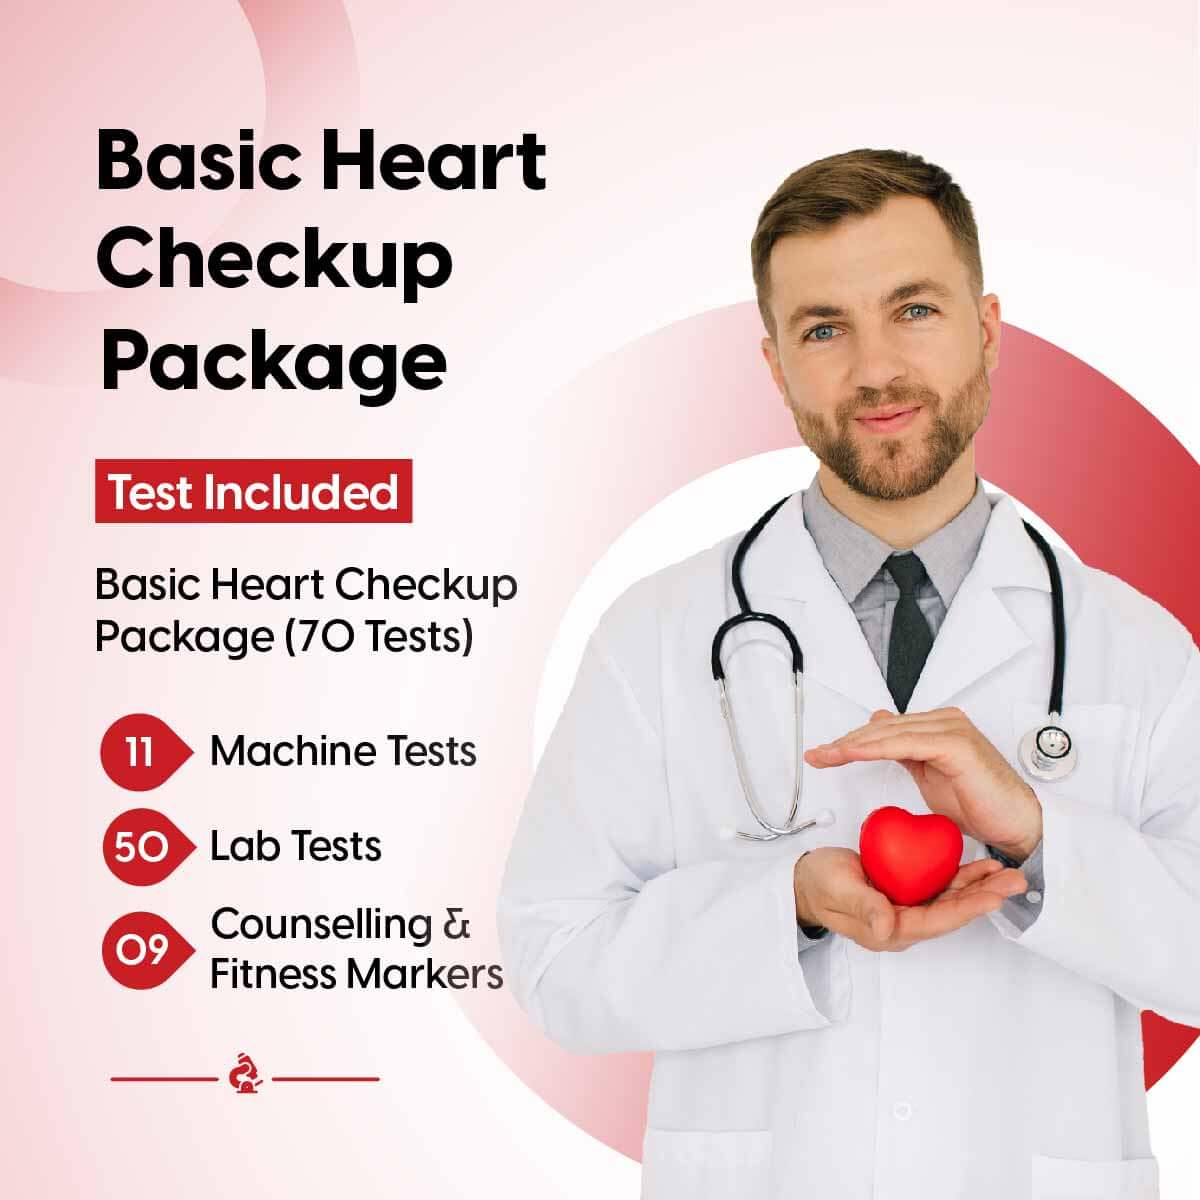 Basic Heart
Checkup
Package
Test Included
Basic Heart Checkup
Package (70 Tests)
11 Machine Tests
50 Lab Tests
09 Counselling &
Fitness Markers